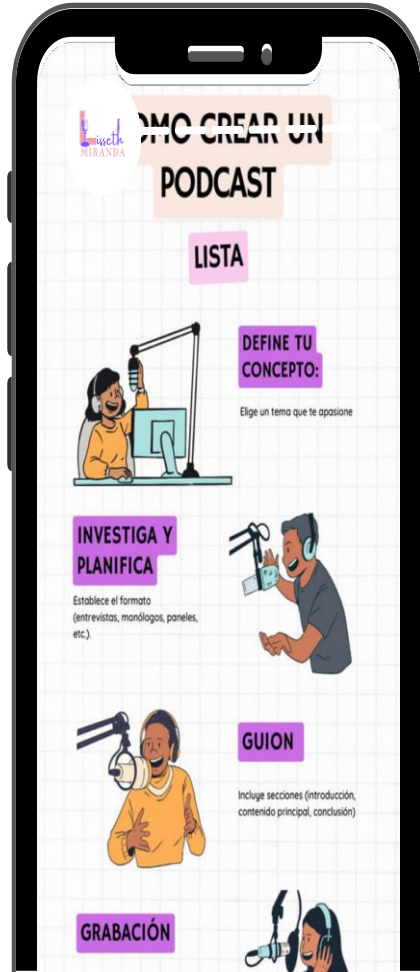 Lisseth
MIRANDA
OMO CREAR UN
PODCAST
LISTA
DEFINE TU
CONCEPTO:
Elige un tema que te apasione
INVESTIGA Y
PLANIFICA
Establece el formato
(entrevistas, monólogos, paneles,
etc.).
GUION
Incluye secciones (introducción,
contenido principal, conclusión)
GRABACIÓN